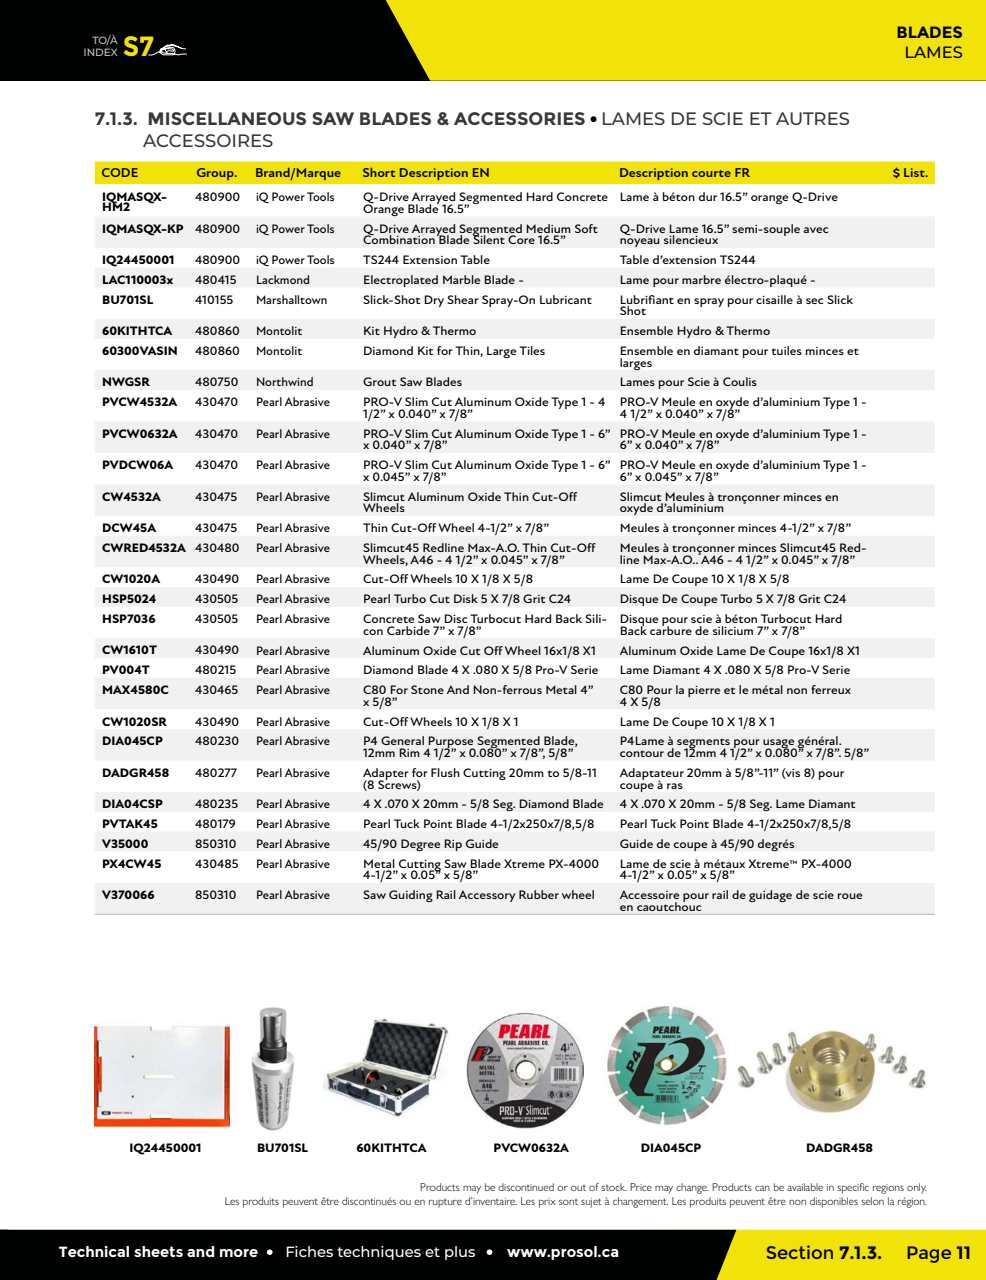 TO/À
INDEX S7
BLADES
LAMES
7.1.3. MISCELLANEOUS SAW BLADES & ACCESSORIES • LAMES DE SCIE ET AUTRES
ACCESSOIRES
CODE Group. Brand/Marque Short Description EN Description courte FR $ List.
IQMASQX-HM2 480900 iQ Power Tools Q-Drive Arrayed Segmented Hard Concrete Lame à béton dur 16.5” orange Q-Drive
Orange Blade 16.5”
IQMASQX-KP 480900 iQ Power Tools Q-Drive Arrayed Segmented Medium Soft Q-Drive Lame 16.5” semi-souple avec
Combination Blade Silent Core 16.5” noyeau silencieux
IQ24450001 480900 iQ Power Tools TS244 Extension Table Table d’extension TS244
LAC110003x 480415 Lackmond Electroplated Marble Blade - Lame pour marbre électro-plaqué -
BU701SL 410155 Marshalltown Slick-Shot Dry Shear Spray-On Lubricant Lubrifiant en spray pour cisaille à sec Slick
Shot
60KITHTCA 480860 Montolit Kit Hydro & Thermo Ensemble Hydro & Thermo
60300VASIN 480860 Montolit Diamond Kit for Thin, Large Tiles Ensemble en diamant pour tuiles minces et
larges
NWGSR 480750 Northwind Grout Saw Blades Lames pour Scie à Coulis
PVCW4532A 430470 Pearl Abrasive PRO-V Slim Cut Aluminum Oxide Type 1 - 4 PRO-V Meule en oxyde d’aluminium Type 1 -
1/2” x 0.040” x 7/8” 4 1/2” x 0.040” x 7/8”
PVCW0632A 430470 Pearl Abrasive PRO-V Slim Cut Aluminum Oxide Type 1 - 6” PRO-V Meule en oxyde d’aluminium Type 1 -
x 0.040” x 7/8” 6” x 0.040” x 7/8”
PVDCW06A 430470 Pearl Abrasive PRO-V Slim Cut Aluminum Oxide Type 1 - 6” PRO-V Meule en oxyde d’aluminium Type 1 -
x 0.045” x 7/8” 6” x 0.045” x 7/8”
CW4532A 430475 Pearl Abrasive Slimcut Aluminum Oxide Thin Cut-Off Slimcut Meules à tronçonner minces en
Wheels oxyde d’aluminium
DCW45A 430475 Pearl Abrasive Thin Cut-Off Wheel 4-1/2” x 7/8” Meules à tronçonner minces 4-1/2” x 7/8”
CWRED4532A 430480 Pearl Abrasive Slimcut45 Redline Max-A.O. Thin Cut-Off Meules à tronçonner minces Slimcut45 Red-
Wheels, A46 - 4 1/2” x 0.045” x 7/8” line Max-A.O.. A46 - 4 1/2” x 0.045” x 7/8”
CW1020A 430490 Pearl Abrasive Cut-Off Wheels 10 X 1/8 X 5/8 Lame De Coupe 10 X 1/8 X 5/8
HSP5024 430505 Pearl Abrasive Pearl Turbo Cut Disk 5 X 7/8 Grit C24 Disque De Coupe Turbo 5 X 7/8 Grit C24
HSP7036 430505 Pearl Abrasive Concrete Saw Disc Turbocut Hard Back Sili- Disque pour scie à béton Turbocut Hard
con Carbide 7” x 7/8” Back carbure de silicium 7” x 7/8”
CW1610T 430490 Pearl Abrasive Aluminum Oxide Cut Off Wheel 16x1/8 X1 Aluminum Oxide Lame De Coupe 16x1/8 X1
PV004T 480215 Pearl Abrasive Diamond Blade 4 X .080 X 5/8 Pro-V Serie Lame Diamant 4 X .080 X 5/8 Pro-V Serie
MAX4580C 430465 Pearl Abrasive C80 For Stone And Non-ferrous Metal 4” C80 Pour la pierre et le métal non ferreux
x 5/8” 4 X 5/8
CW1020SR 430490 Pearl Abrasive Cut-Off Wheels 10 X 1/8 X 1 Lame De Coupe 10 X 1/8 X 1
DIA045CP 480230 Pearl Abrasive P4 General Purpose Segmented Blade, P4Lame à segments pour usage général.
12mm Rim 4 1/2” x 0.080” x 7/8”, 5/8” contour de 12mm 4 1/2” x 0.080” x 7/8”. 5/8”
DADGR458 480277 Pearl Abrasive Adapter for Flush Cutting 20mm to 5/8-11 Adaptateur 20mm à 5/8”-11” (vis 8) pour
(8 Screws) coupe à ras
DIA04CSP 480235 Pearl Abrasive 4 X .070 X 20mm - 5/8 Seg. Diamond Blade 4 X .070 X 20mm - 5/8 Seg. Lame Diamant
PVTAK45 480179 Pearl Abrasive Pearl Tuck Point Blade 4-1/2x250x7/8,5/8 Pearl Tuck Point Blade 4-1/2x250x7/8,5/8
V35000 850310 Pearl Abrasive 45/90 Degree Rip Guide Guide de coupe à 45/90 degrés
PX4CW45 430485 Pearl Abrasive Metal Cutting Saw Blade Xtreme PX-4000 Lame de scie à métaux Xtreme™ PX-4000
4-1/2” x 0.05” x 5/8” 4-1/2” x 0.05” x 5/8”
V370066 850310 Pearl Abrasive Saw Guiding Rail Accessory Rubber wheel Accessoire pour rail de guidage de scie roue
en caoutchouc
PEARL
PEARL ABRASIVE CO.
METAL
A46
PRO-V Slimcut
PEARL
PEARL ABRASIVE CO.
P4
7"
IQ24450001 BU701SL 60KITHTCA PVCW0632A DIA045CP DADGR458
Products may be discontinued or out of stock. Price may change. Products can be available in specific regions only.
Les produits peuvent être discontinués ou en rupture d’inventaire. Les prix sont sujet à changement. Les produits peuvent être non disponibles selon la région.
Technical sheets and more • Fiches techniques et plus • www.prosol.ca
Section 7.1.3. Page 11